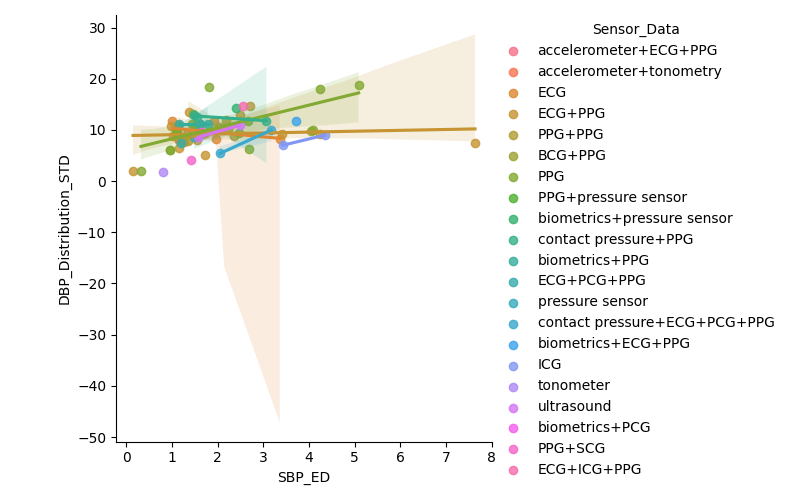 Sensor_Data
accelerometer+ECG+PPG
accelerometer+tonometry
ECG
ECG+PPG
PPG+PPG
BCG+PPG
PPG
PPG+pressure sensor
biometrics+pressure sensor
contact pressure+PPG
biometrics+PPG
ECG+PCG+PPG
pressure sensor
contact pressure+ECG+PCG+PPG
biometrics+ECG+PPG
ICG
tonometer
ultrasound
biometrics+PCG
PPG+SCG
ECG+ICG+PPG
DBP_Distribution_STD
30
20
10
0
−10
−20
−30
−40
−50
0 1 2 3 4 5 6 7 8
SBP_ED